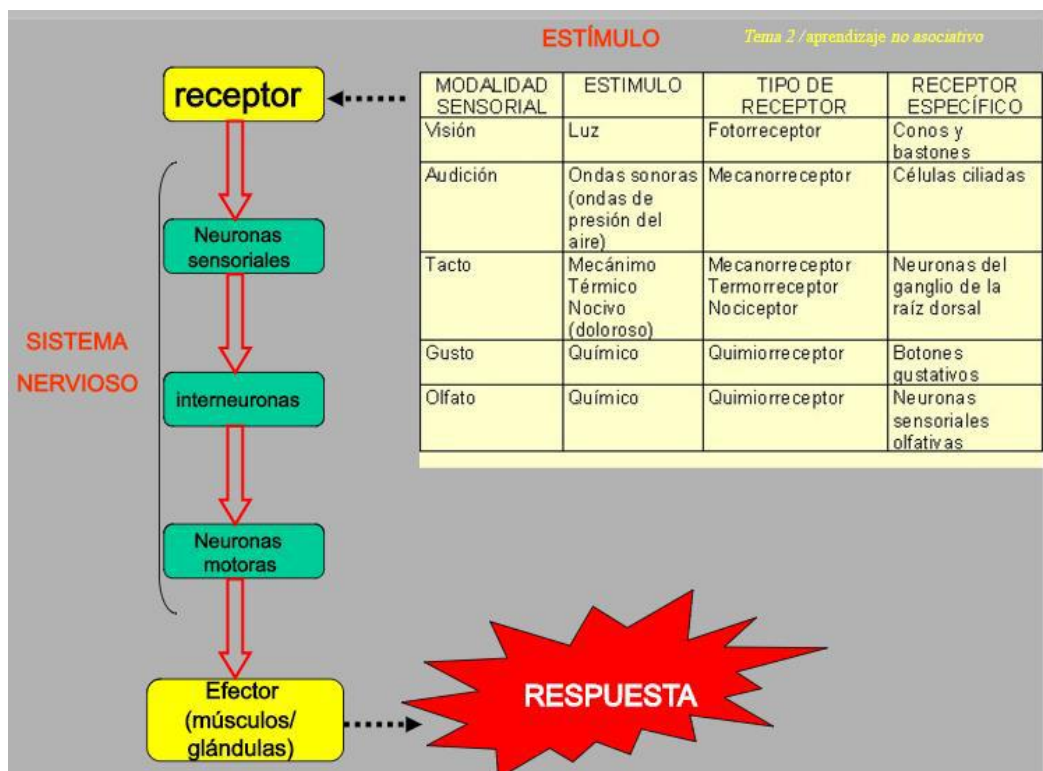 ESTÍMULO
Tema 2 /aprendizaje no asociativo
receptor
MODALIDAD
SENSORIAL
ESTIMULO
TIPO DE
RECEPTOR
RECEPTOR
ESPECÍFICO
Visión
Luz
Fotorreceptor
Conos y
bastones
Audición
Ondas sonoras
(ondas de
presión del
aire)
Mecanorreceptor
Células ciliadas
Tacto
Mecánimo
Térmico
Nocivo
(doloroso)
Mecanorreceptor
Termorreceptor
Nociceptor
Neuronas del
ganglio de la
raíz dorsal
Gusto
Químico
Quimiorreceptor
Botones
gustativos
Olfato
Químico
Quimiorreceptor
Neuronas
sensoriales
olfativas
Neuronas
sensoriales
SISTEMA
NERVIOSO
interneuronas
Neuronas
motoras
Efector
(músculos/
glándulas)
RESPUESTA